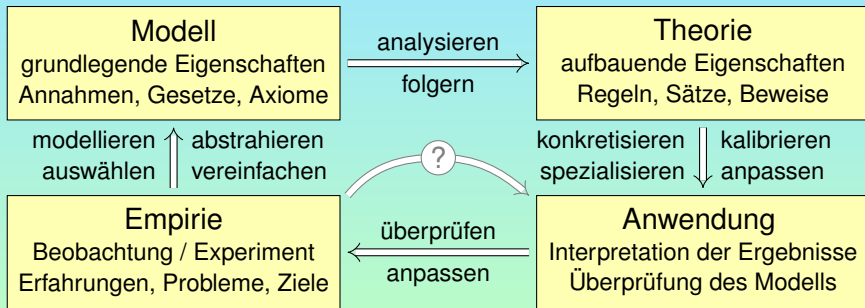 Modell
grundlegende Eigenschaften
Annahmen, Gesetze, Axiome
analysieren
folgern
Theorie
aufbauende Eigenschaften
Regeln, Sätze, Beweise
modellieren
auswählen
abstrahieren
vereinfachen
?
konkretisieren
spezialisieren
kalibrieren
anpassen
Empirie
Beobachtung / Experiment
Erfahrungen, Probleme, Ziele
überprüfen
anpassen
Anwendung
Interpretation der Ergebnisse
Überprüfung des Modells